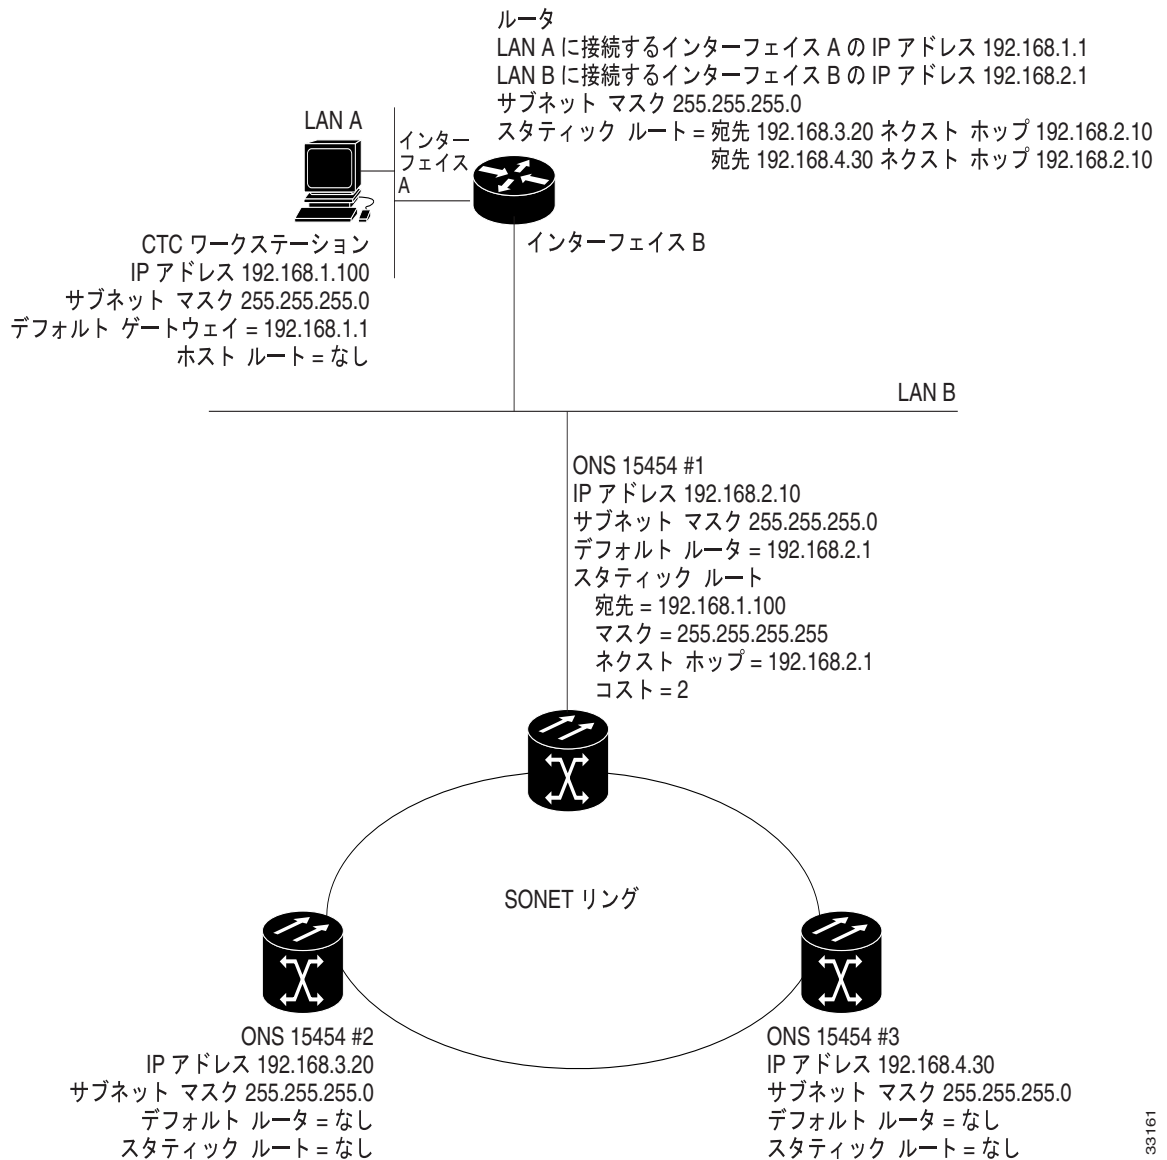 ルータ
LAN A に接続するインターフェイス A の IP アドレス 192.168.1.1
LAN B に接続するインターフェイス B の IP アドレス 192.168.2.1
サブネット マスク 255.255.255.0
スタティック ルート = 宛先 192.168.3.20 ネクスト ホップ 192.168.2.10
宛先 192.168.4.30 ネクスト ホップ 192.168.2.10
LAN A
インター
フェイス
A
インターフェイス B
CTC ワークステーション
IP アドレス 192.168.1.100
サブネット マスク 255.255.255.0
デフォルト ゲートウェイ = 192.168.1.1
ホスト ルート = なし
LAN B
ONS 15454 #1
IP アドレス 192.168.2.10
サブネット マスク 255.255.255.0
デフォルト ルータ = 192.168.2.1
スタティック ルート
宛先 = 192.168.1.100
マスク = 255.255.255.255
ネクスト ホップ = 192.168.2.1
コスト = 2
SONET リング
ONS 15454 #2
IP アドレス 192.168.3.20
サブネット マスク 255.255.255.0
デフォルト ルータ = なし
スタティック ルート = なし
ONS 15454 #3
IP アドレス 192.168.4.30
サブネット マスク 255.255.255.0
デフォルト ルータ = なし
スタティック ルート = なし
33161